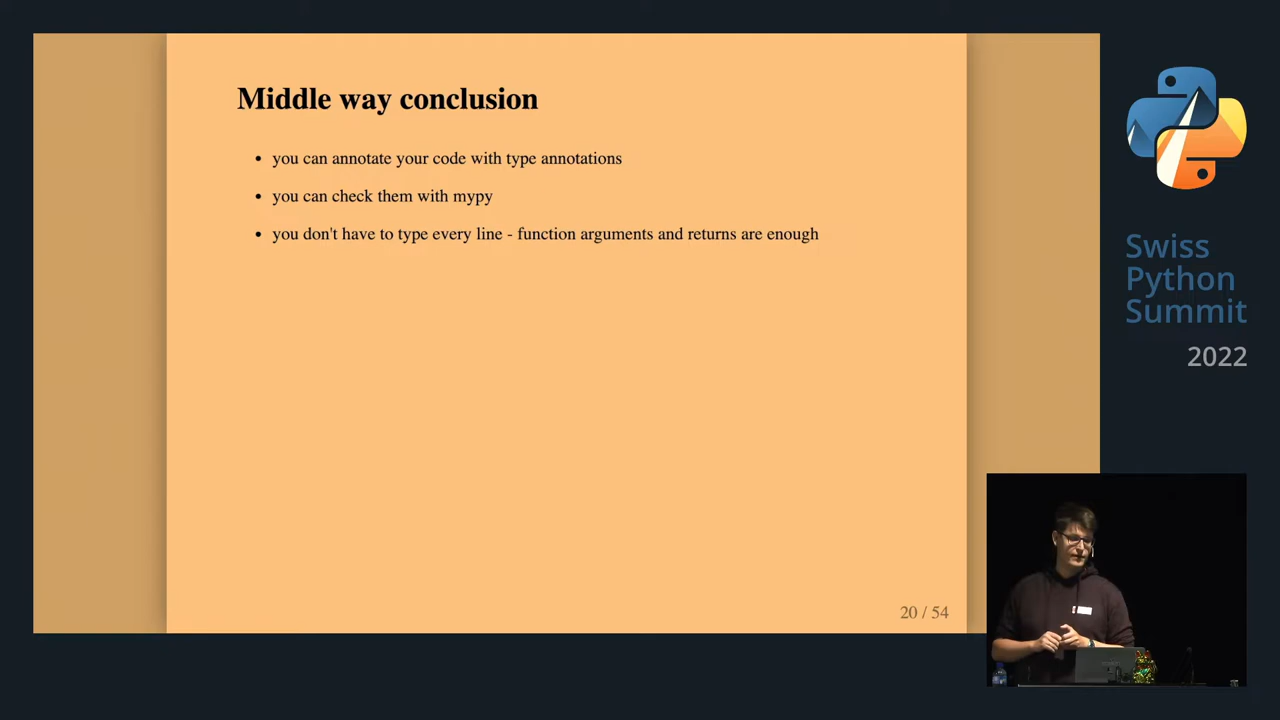 Middle way conclusion
• you can annotate your code with type annotations
• you can check them with mypy
• you don't have to type every line - function arguments and returns are enough
20 / 54
Swiss
Python
Summit
2022